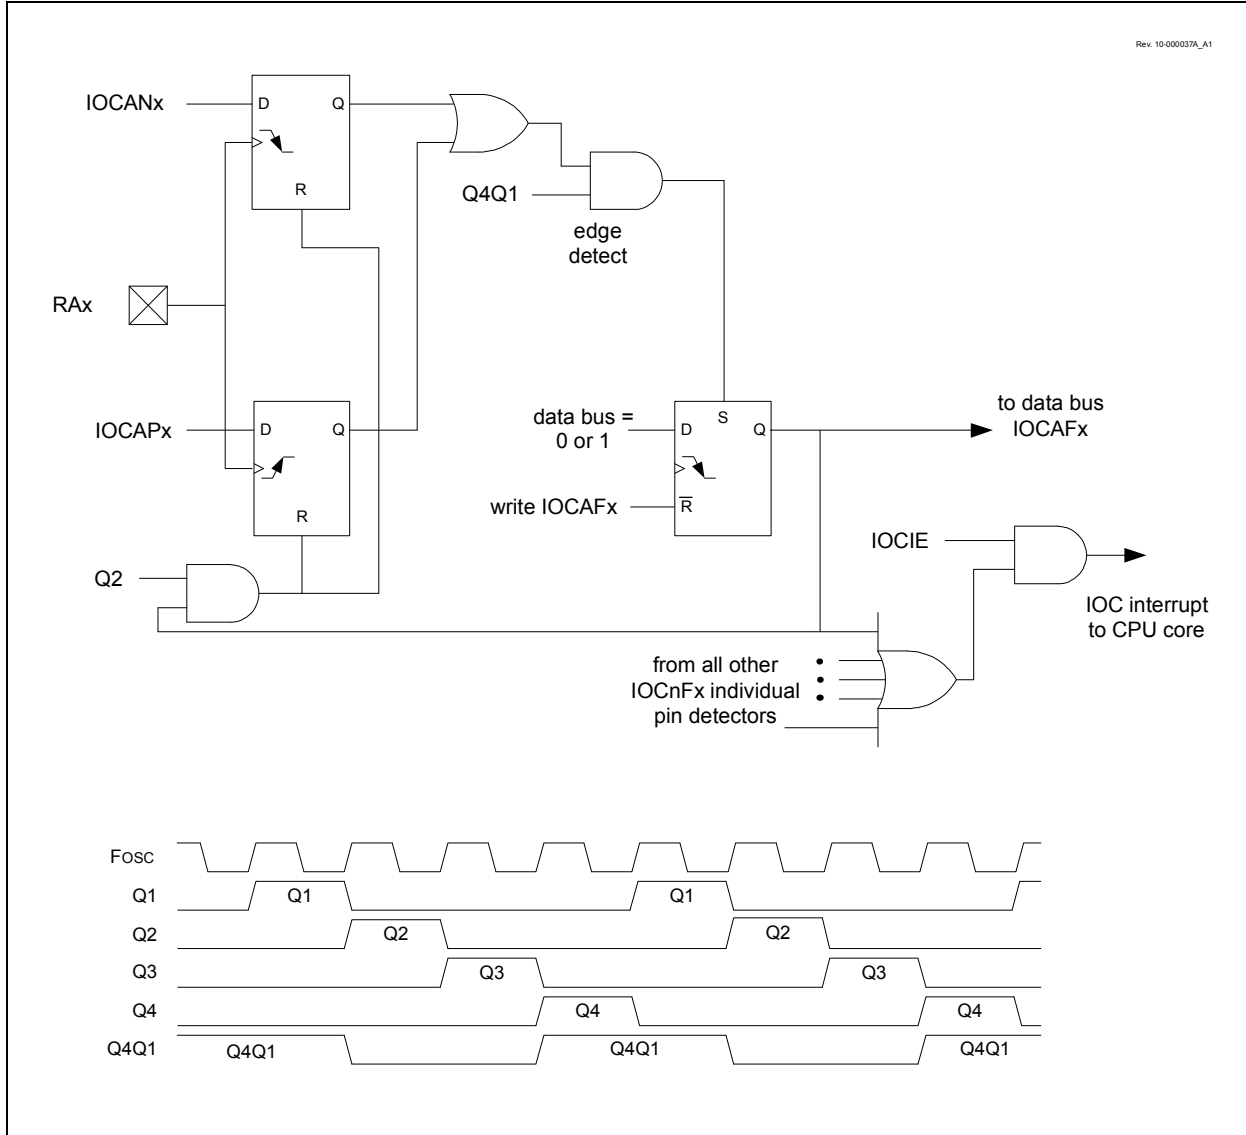 Rev. 10-000037A_A1
IOCANx
D
Q
R
Q4Q1
edge
detect
RAx
IOCAPx
D
Q
R
data bus =
0 or 1
S
D
Q
to data bus
IOCAFx
write IOCAFx
R
IOCIE
Q2
IOC interrupt
to CPU core
from all other
IOCnFx individual
pin detectors
FOSC
Q1
Q1
Q1
Q2
Q2
Q2
Q3
Q3
Q3
Q4
Q4
Q4
Q4Q1
Q4Q1
Q4Q1
Q4Q1